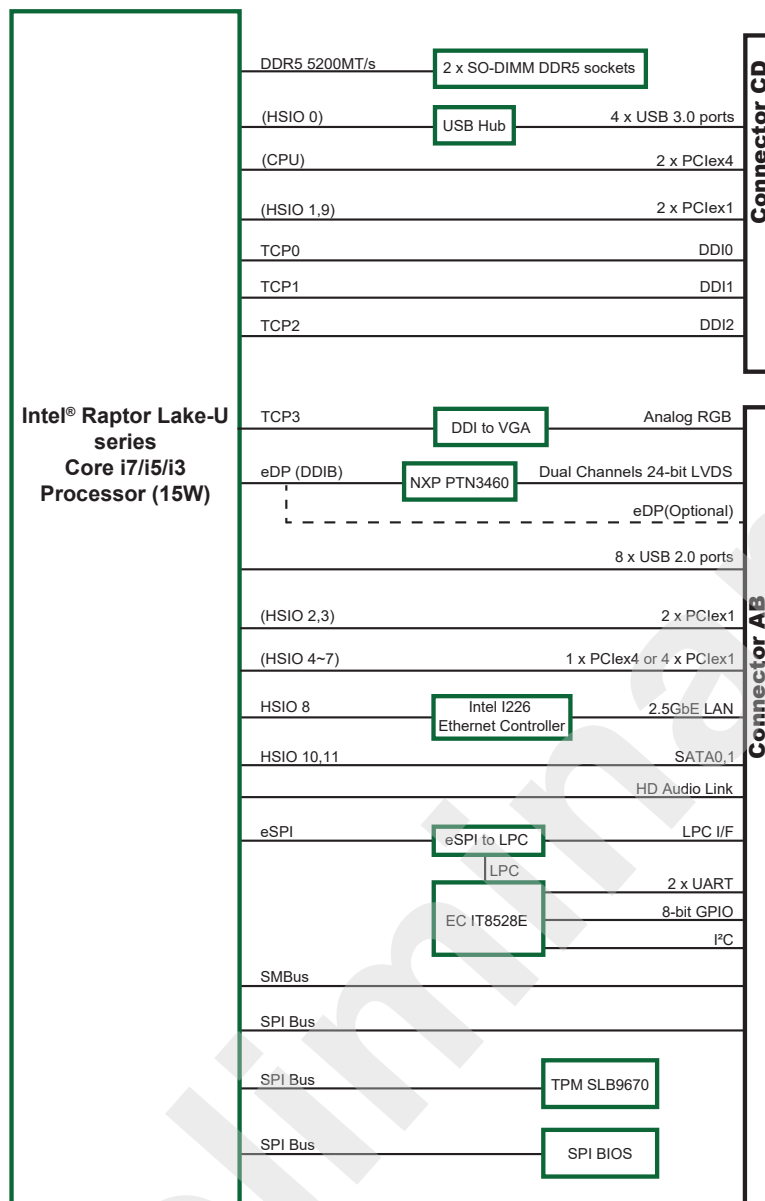 DDR5 5200MT/s
2 x SO-DIMM DDR5 sockets
(HSIO 0)
USB Hub
4 x USB 3.0 ports
(CPU)
2 x PCIex4
(HSIO 1,9)
2 x PCIex1
TCP0
DDI0
TCP1
DDI1
TCP2
DDI2
Connector CD
Intel® Raptor Lake-U
series
Core i7/i5/i3
Processor (15W)
TCP3
DDI to VGA
Analog RGB
eDP (DDIB)
NXP PTN3460
Dual Channels 24-bit LVDS
eDP(Optional)
8 x USB 2.0 ports
(HSIO 2,3)
2 x PCIex1
(HSIO 4~7)
1 x PCIex4 or 4 x PCIex1
HSIO 8
Intel I226
Ethernet Controller
2.5GbE LAN
HSIO 10,11
SATA0,1
HD Audio Link
eSPI
eSPI to LPC
LPC I/F
LPC
EC IT8528E
2 x UART
8-bit GPIO
I²C
SMBus
SPI Bus
SPI Bus
TPM SLB9670
SPI Bus
SPI BIOS
Connector AB